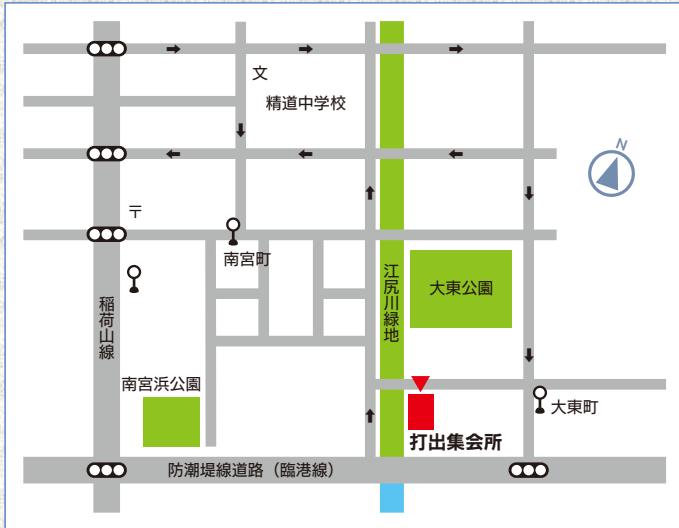 文
精道中学校
N
〒
南宮町
稲荷山線
江尻川緑地
大東公園
南宮浜公園
大東町
打出集会所
防潮堤線道路（臨港線）